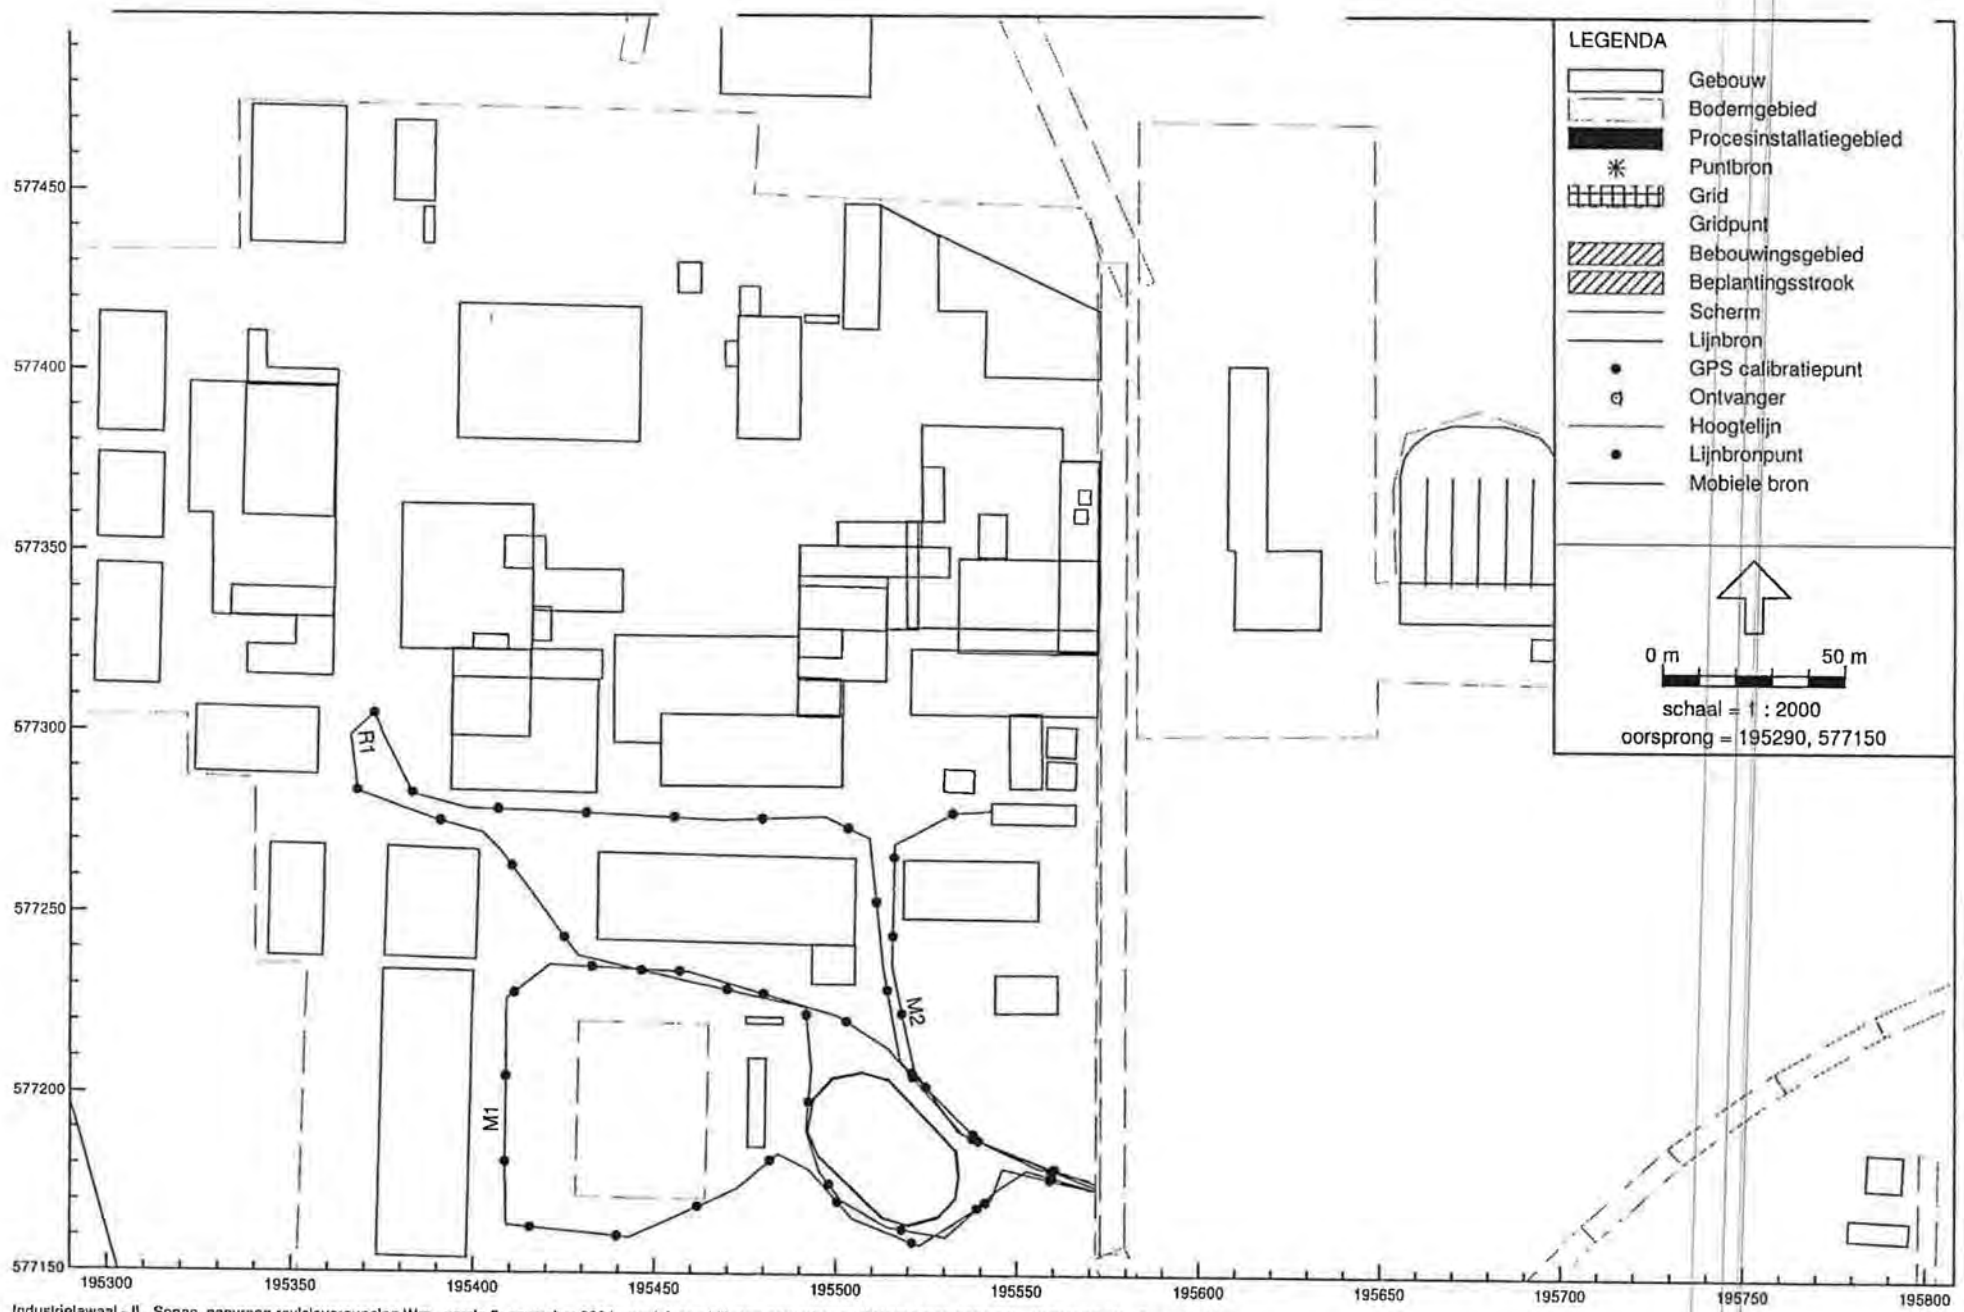 LEGENDA
Gebouw
Bodemgebied
Procesinstallatiegebied
Puntbron
Grid
Gridpunt
Bebouwingsgebied
Beplantingsstrook
Scherm
Lijnbron
GPS calibratiepunt
Ontvanger
Hoogtelijn
Lijnbronpunt
Mobiele bron
0 m 50 m
schaal = 1 : 2000
oorsprong = 195290, 577150
577450
577400
577350
577300
577250
577200
577150
R1
M2
M1
195300 195350 195400 195450 195500 195550 195600 195650 195700 195750 195800
Industrielawaai - IL,